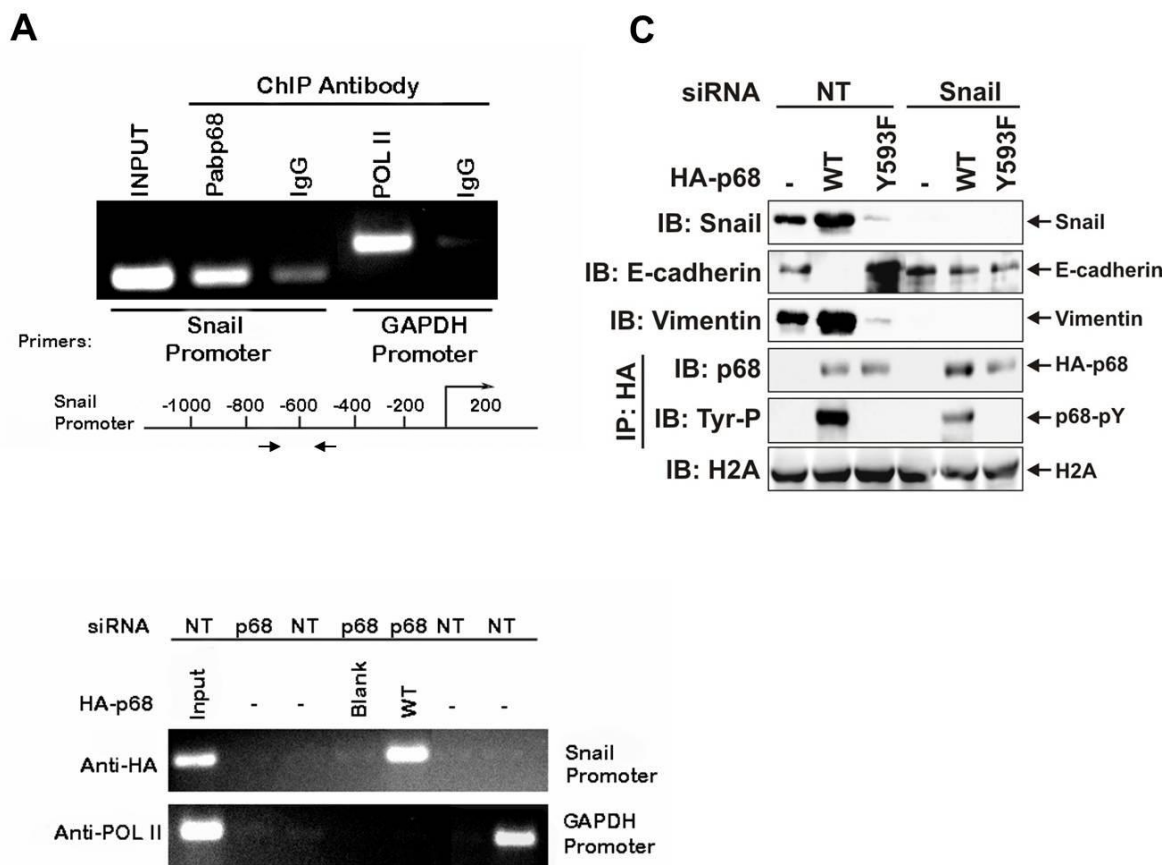 A
ChIP Antibody
INPUT
Pabp68
IgG
POL II
IgG
Snail
Promoter
GAPDH
Promoter
Primers:
Snail
Promoter
-1000 -800 -600 -400 -200 200
C
siRNA NT Snail
HA-p68 - WT Y593F - WT Y593F
IB: Snail Snail
IB: E-cadherin E-cadherin
IB: Vimentin Vimentin
IP: HA
IB: p68 HA-p68
IB: Tyr-P p68-pY
IB: H2A H2A
siRNA NT p68 NT p68 p68 NT NT
HA-p68 Input - - Blank WT - -
Anti-HA Snail
Promoter
Anti-POL II GAPDH
Promoter